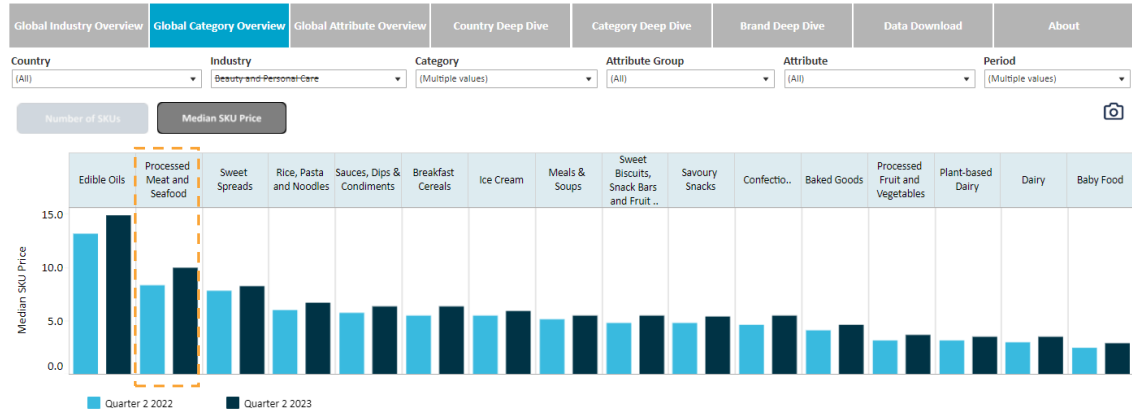 Global Industry Overview
Global Category Overview
Global Attribute Overview
Country Deep Dive
Category Deep Dive
Brand Deep Dive
Data Download
About
Country
Industry
Category
Attribute Group
Attribute
Period
(All)
Beauty and Personal Care
(Multiple values)
(All)
(All)
(Multiple values)
Number of SKUs
Median SKU Price
Edible Oils
Processed
Meat and
Seafood
Sweet
Spreads
Rice, Pasta
and Noodles
Sauces, Dips &
Condiments
Breakfast
Cereals
Ice Cream
Meals &
Soups
Sweet
Biscuits,
Snack Bars
and Fruit ..
Savoury
Snacks
Confectio..
Baked Goods
Processed
Fruit and
Vegetables
Plant-based
Dairy
Dairy
Baby Food
Median SKU Price
15.0
10.0
5.0
0.0
Quarter 2 2022
Quarter 2 2023